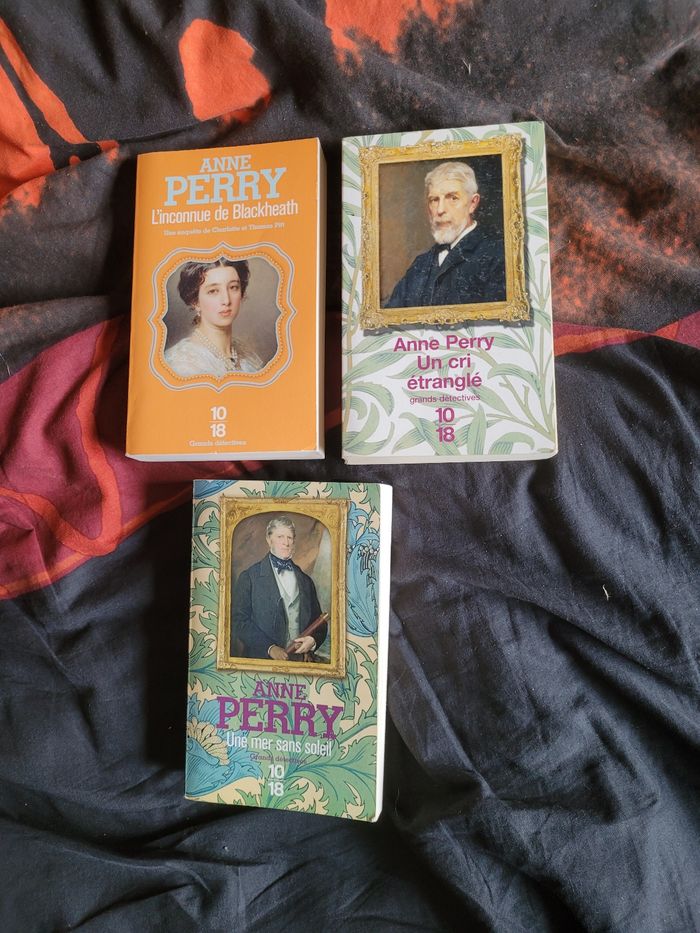 ANNE
PERRY
L'inconnue de Blackheath
Une enquête de Charlotte et Thomas Pitt
10
18
Grands détectives
Anne Perry
Un cri
étranglé
grands détectives
10
18
ANNE
PERRY
Une mer sans soleil
Grands détectives
10
18